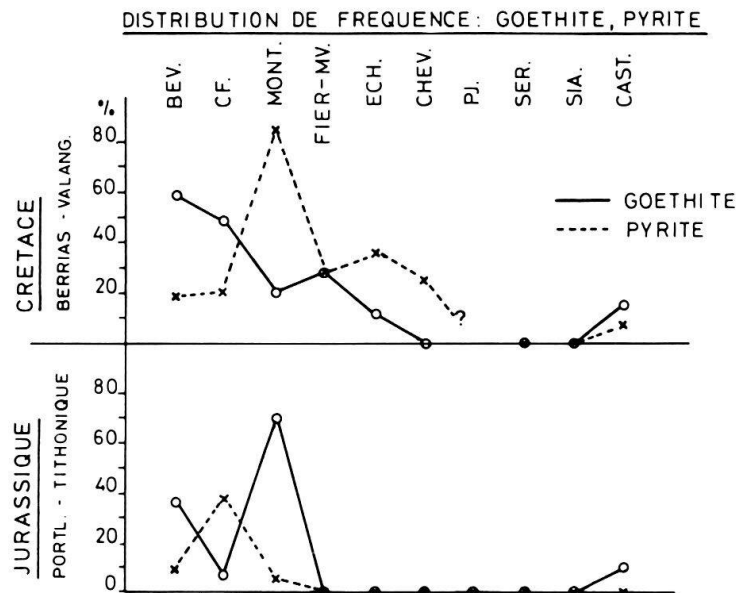 DISTRIBUTION DE FREQUENCE: GOETHITE, PYRITE
BEV.
CF.
MONT.
FIER-MV.
ECH.
CHEV.
PJ.
SER.
SIA.
CAST.
%
80
60
40
20
CRETACE
BERRIAS - VALANG.
GOETHITE
PYRITE
?
80
60
40
20
0
JURASSIQUE
PORTL. - TITHONIQUE